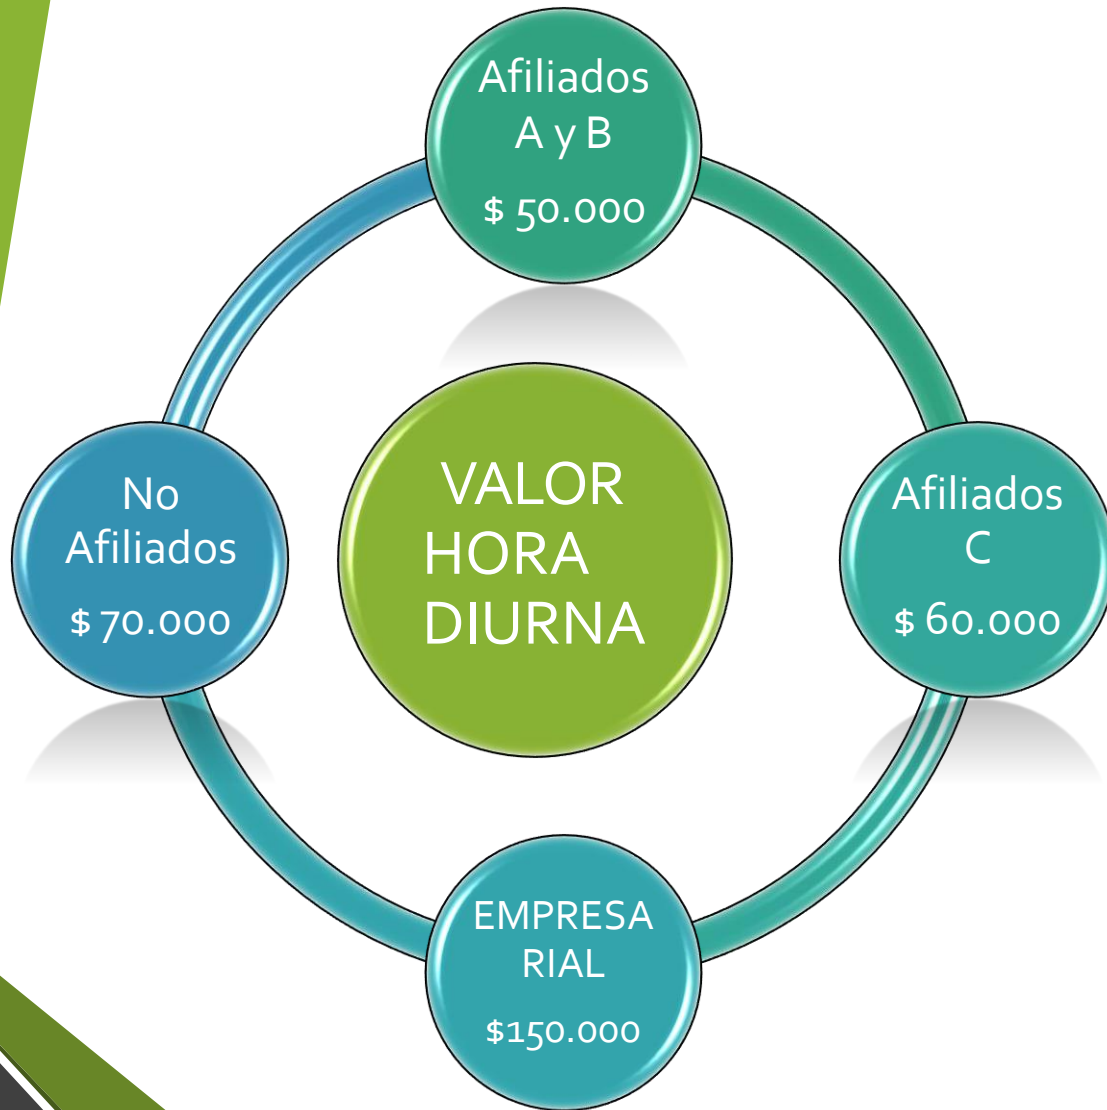 Afiliados
A y B
$ 50.000
No
Afiliados
$ 70.000
VALOR
HORA
DIURNA
Afiliados
C
$ 60.000
EMPRESA
RIAL
$150.000